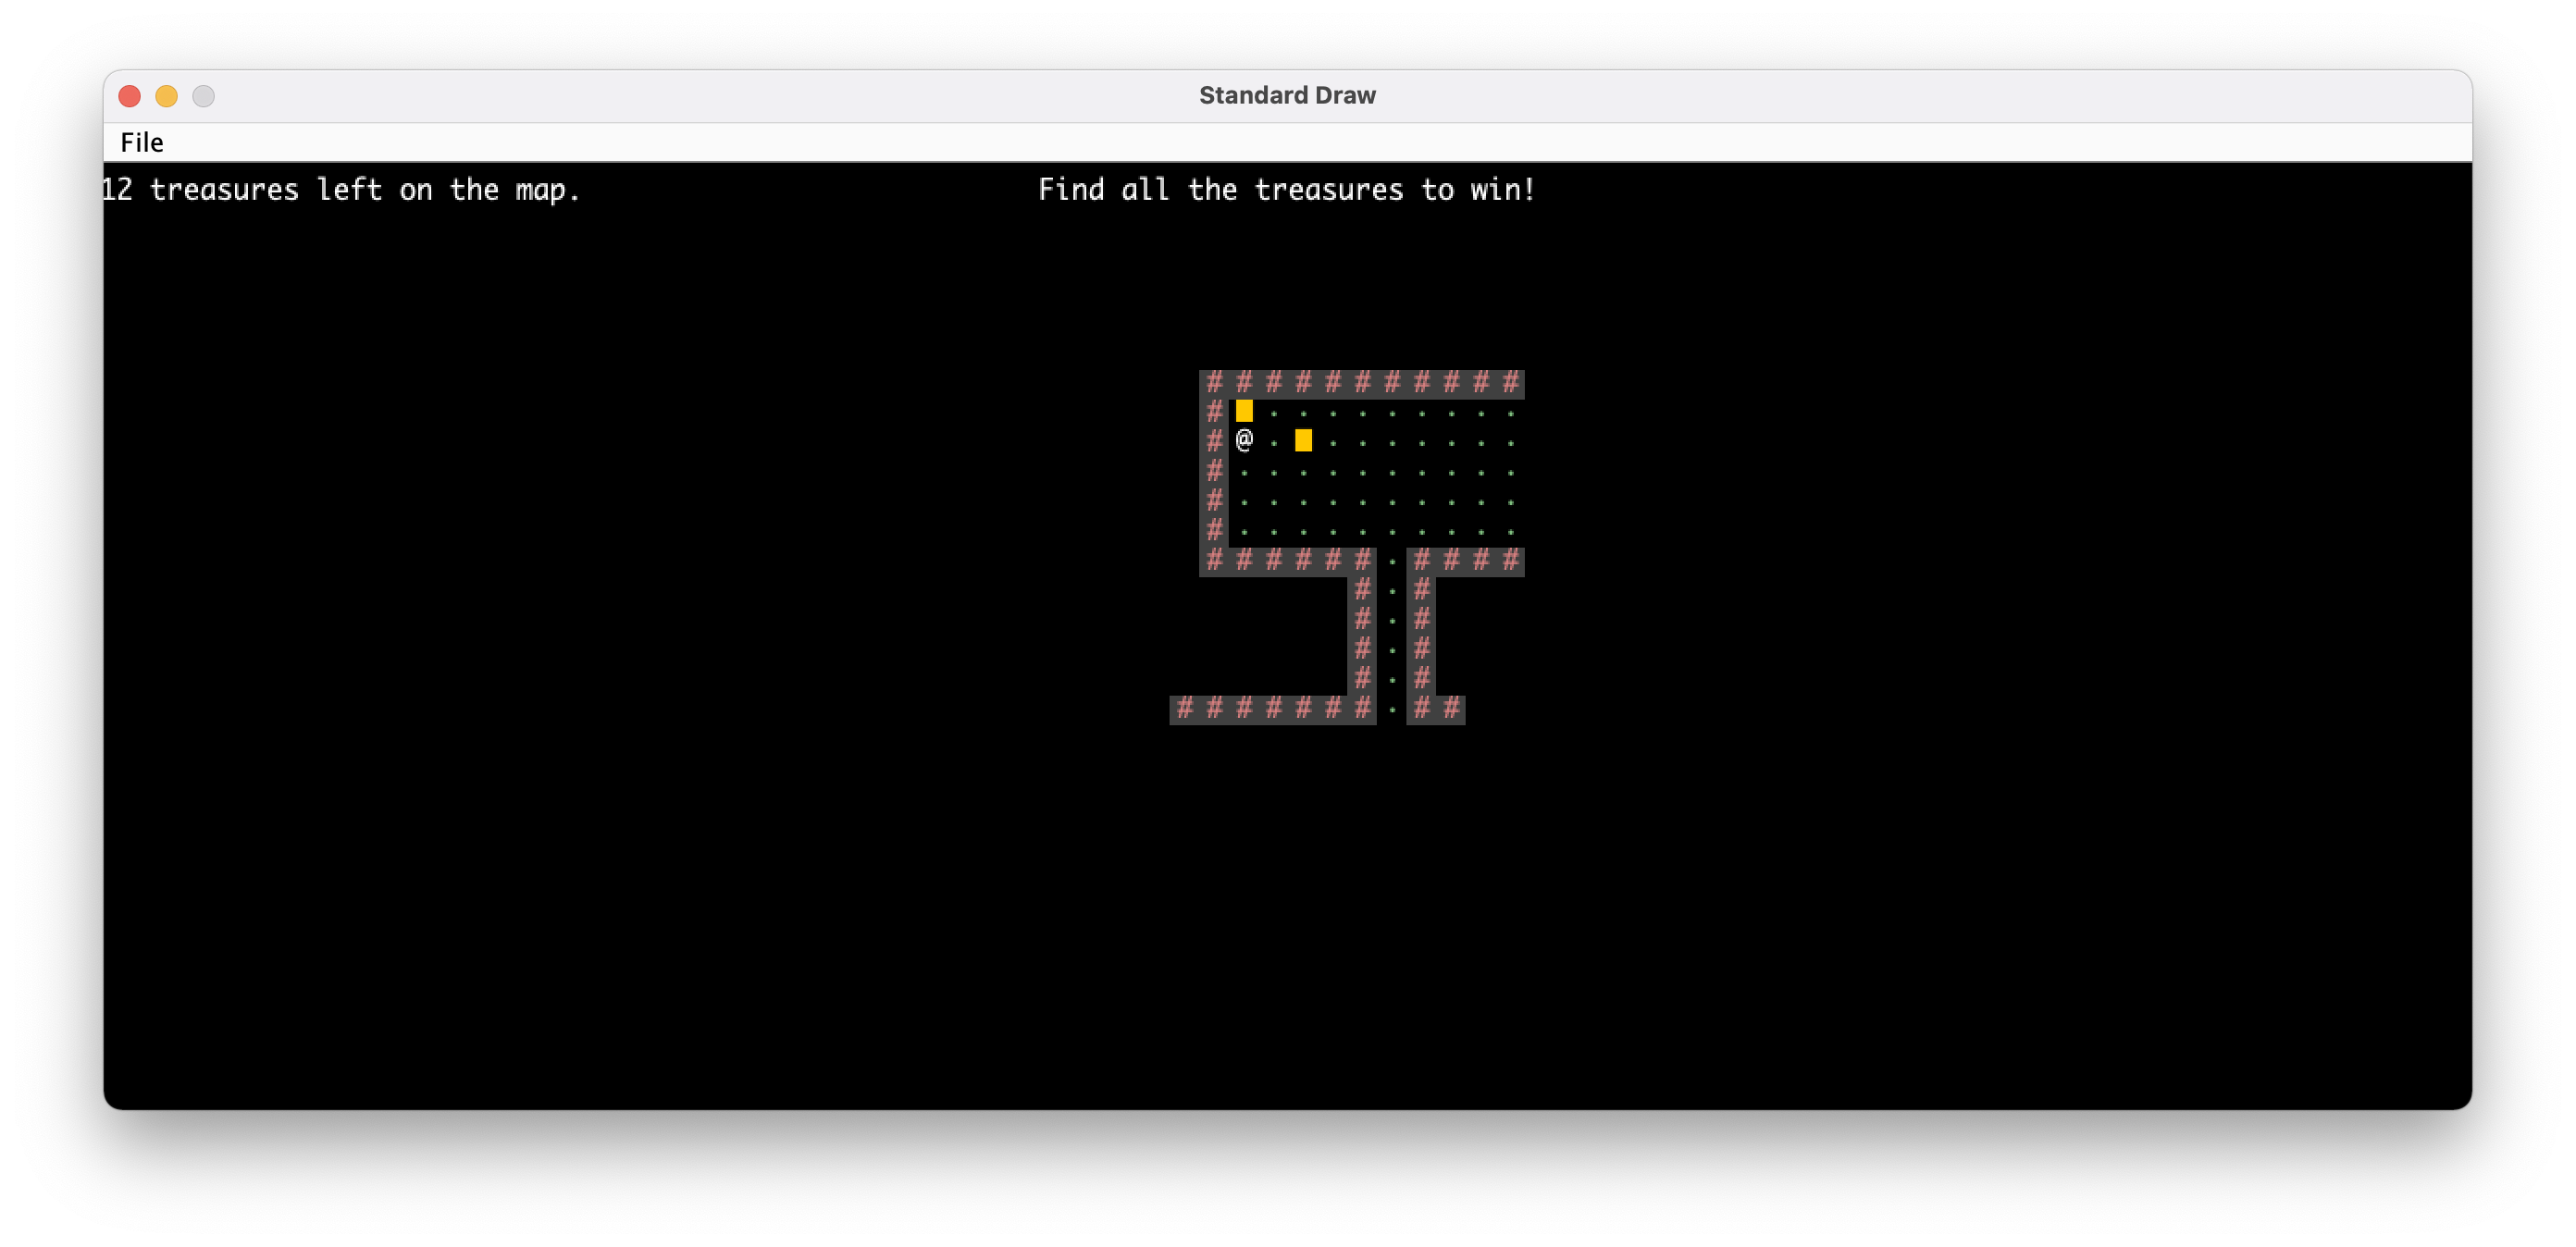 Standard Draw
File
12 treasures left on the map. Find all the treasures to win!
# # # # # # # # # # #
# . . . . . . . . .
# @ . . . . . . . .
# . . . . . . . . . .
# . . . . . . . . . .
# . . . . . . . . . .
# # # # # # . # # # #
# . #
# . #
# . #
# . #
# # # # # # # . # #